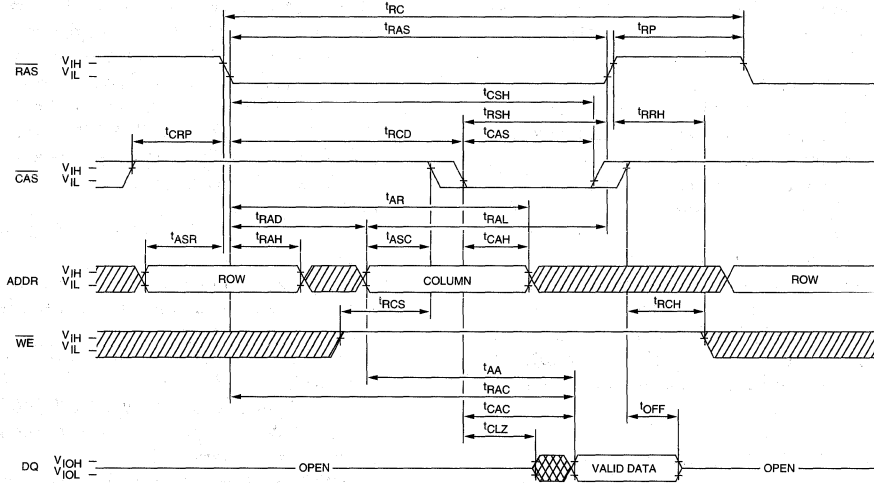 tRC
tRAS
tRP
RAS
VIH
VIL
tCSH
tRSH
tRRH
tCRP
tRCD
tCAS
CAS
VIH
VIL
tAR
tRAD
tRAL
tASR
tRAH
tASC
tCAH
ADDR
VIH
VIL
ROW
COLUMN
ROW
tRCS
tRCH
WE
VIH
VIL
tAA
tRAC
tCAC
tOFF
tCLZ
DQ
VIOH
VIOL
OPEN
VALID DATA
OPEN